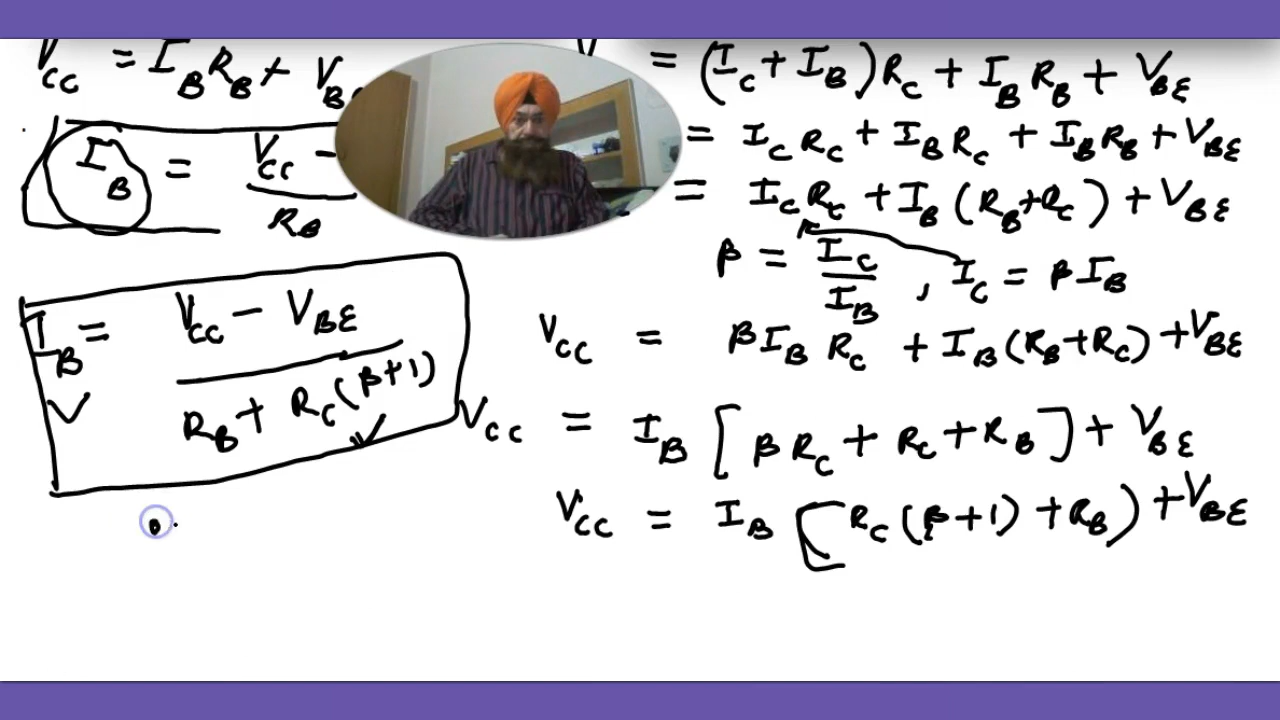 V_CC = I_B R_B + V_B
I_B = V_CC - / R_B
I_B = V_CC - V_BE / R_B + R_C (β+1)
= (I_C + I_B) R_C + I_B R_B + V_BE
= I_C R_C + I_B R_C + I_B R_B + V_BE
= I_C R_C + I_B (R_B + R_C) + V_BE
β = I_C / I_B , I_C = β I_B
V_CC = β I_B R_C + I_B (R_B + R_C) + V_BE
V_CC = I_B [β R_C + R_C + R_B] + V_BE
V_CC = I_B [R_C (β+1) + R_B) + V_BE